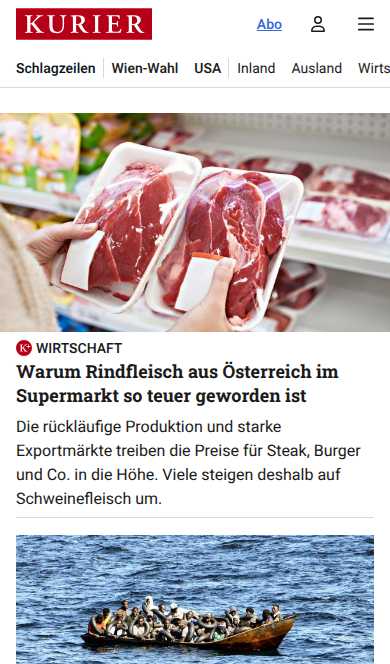 KURIER
Abo
Schlagzeilen Wien-Wahl USA Inland Ausland Wirts
K+ WIRTSCHAFT
Warum Rindfleisch aus Österreich im
Supermarkt so teuer geworden ist
Die rückläufige Produktion und starke
Exportmärkte treiben die Preise für Steak, Burger
und Co. in die Höhe. Viele steigen deshalb auf
Schweinefleisch um.